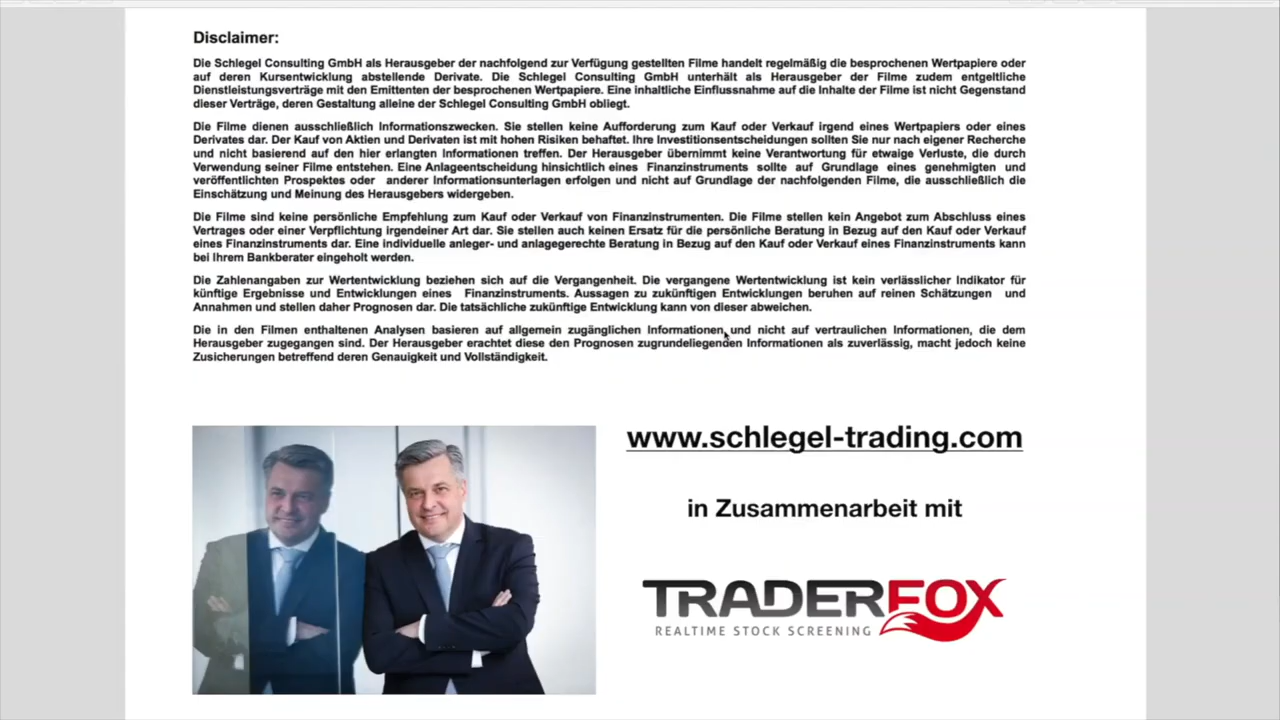 Disclaimer:
Die Schlegel Consulting GmbH als Herausgeber der nachfolgend zur Verfügung gestellten Filme handelt regelmäßig die besprochenen Wertpapiere oder
auf deren Kursentwicklung abstellende Derivate. Die Schlegel Consulting GmbH unterhält als Herausgeber der Filme zudem entgeltliche
Dienstleistungsverträge mit den Emittenten der besprochenen Wertpapiere. Eine inhaltliche Einflussnahme auf die Inhalte der Filme ist nicht Gegenstand
dieser Verträge, deren Gestaltung alleine der Schlegel Consulting GmbH obliegt.
Die Filme dienen ausschließlich Informationszwecken. Sie stellen keine Aufforderung zum Kauf oder Verkauf irgend eines Wertpapiers oder eines
Derivates dar. Der Kauf von Aktien und Derivaten ist mit hohen Risiken behaftet. Ihre Investitionsentscheidungen sollten Sie nur nach eigener Recherche
und nicht basierend auf den hier erlangten Informationen treffen. Der Herausgeber übernimmt keine Verantwortung für etwaige Verluste, die durch
Verwendung seiner Filme entstehen. Eine Anlageentscheidung hinsichtlich eines Finanzinstruments sollte auf Grundlage eines genehmigten und
veröffentlichten Prospektes oder anderer Informationsunterlagen erfolgen und nicht auf Grundlage der nachfolgenden Filme, die ausschließlich die
Einschätzung und Meinung des Herausgebers widergeben.
Die Filme sind keine persönliche Empfehlung zum Kauf oder Verkauf von Finanzinstrumenten. Die Filme stellen kein Angebot zum Abschluss eines
Vertrages oder einer Verpflichtung irgendeiner Art dar. Sie stellen auch keinen Ersatz für die persönliche Beratung in Bezug auf den Kauf oder Verkauf
eines Finanzinstruments dar. Eine individuelle anleger- und anlagegerechte Beratung in Bezug auf den Kauf oder Verkauf eines Finanzinstruments kann
bei Ihrem Bankberater eingeholt werden.
Die Zahlenangaben zur Wertentwicklung beziehen sich auf die Vergangenheit. Die vergangene Wertentwicklung ist kein verlässlicher Indikator für
künftige Ergebnisse und Entwicklungen eines Finanzinstruments. Aussagen zu zukünftigen Entwicklungen beruhen auf reinen Schätzungen und
Annahmen und stellen daher Prognosen dar. Die tatsächliche zukünftige Entwicklung kann von dieser abweichen.
Die in den Filmen enthaltenen Analysen basieren auf allgemein zugänglichen Informationen und nicht auf vertraulichen Informationen, die dem
Herausgeber zugegangen sind. Der Herausgeber erachtet diese den Prognosen zugrundeliegenden Informationen als zuverlässig, macht jedoch keine
Zusicherungen betreffend deren Genauigkeit und Vollständigkeit.
www.schlegel-trading.com
in Zusammenarbeit mit
TRADERFOX
REALTIME STOCK SCREENING